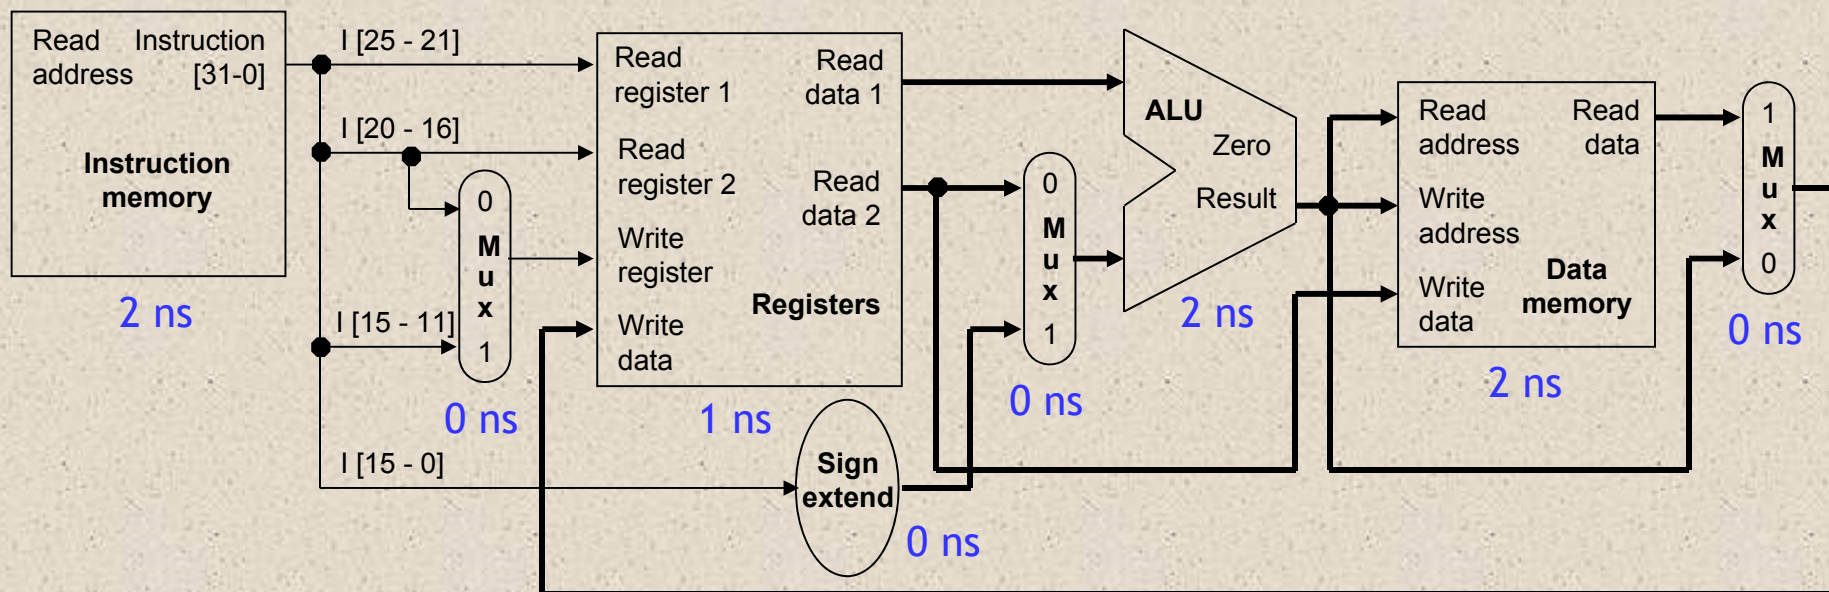 Read Instruction
address [31-0]
Instruction
memory
2 ns
I [25 - 21]
I [20 - 16]
I [15 - 11]
I [15 - 0]
0
M
u
x
1
0 ns
Read
register 1
Read
data 1
Read
register 2
Read
data 2
Write
register
Registers
Write
data
1 ns
Sign
extend
0 ns
0
M
u
x
1
0 ns
ALU
Zero
Result
2 ns
Read
address
Read
data
Write
address
Write
data
Data
memory
2 ns
1
M
u
x
0
0 ns